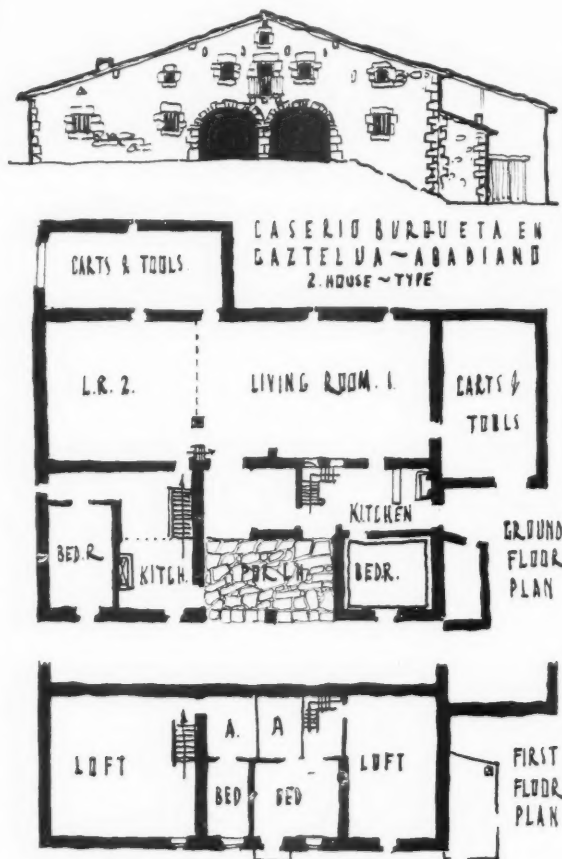 CASERIO BURQUETA EN
GAZTELUA ~ ABADIANO
2. HOUSE ~ TYPE
CARTS & TOOLS.
L.R. 2.
LIVING ROOM. 1.
CARTS &
TOOLS
KITCHEN
BED.R
KITCH.
PORCH
BEDR.
GROUND
FLOOR
PLAN
LOFT
A.
A
BED
BED
LOFT
FIRST
FLOOR
PLAN